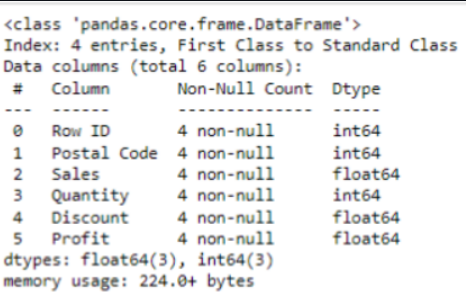 <class 'pandas.core.frame.DataFrame'>
Index: 4 entries, First Class to Standard Class
Data columns (total 6 columns):
 #   Column       Non-Null Count  Dtype
---  ------       --------------  -----
 0   Row ID       4 non-null      int64
 1   Postal Code  4 non-null      int64
 2   Sales        4 non-null      float64
 3   Quantity     4 non-null      int64
 4   Discount     4 non-null      float64
 5   Profit       4 non-null      float64
dtypes: float64(3), int64(3)
memory usage: 224.0+ bytes